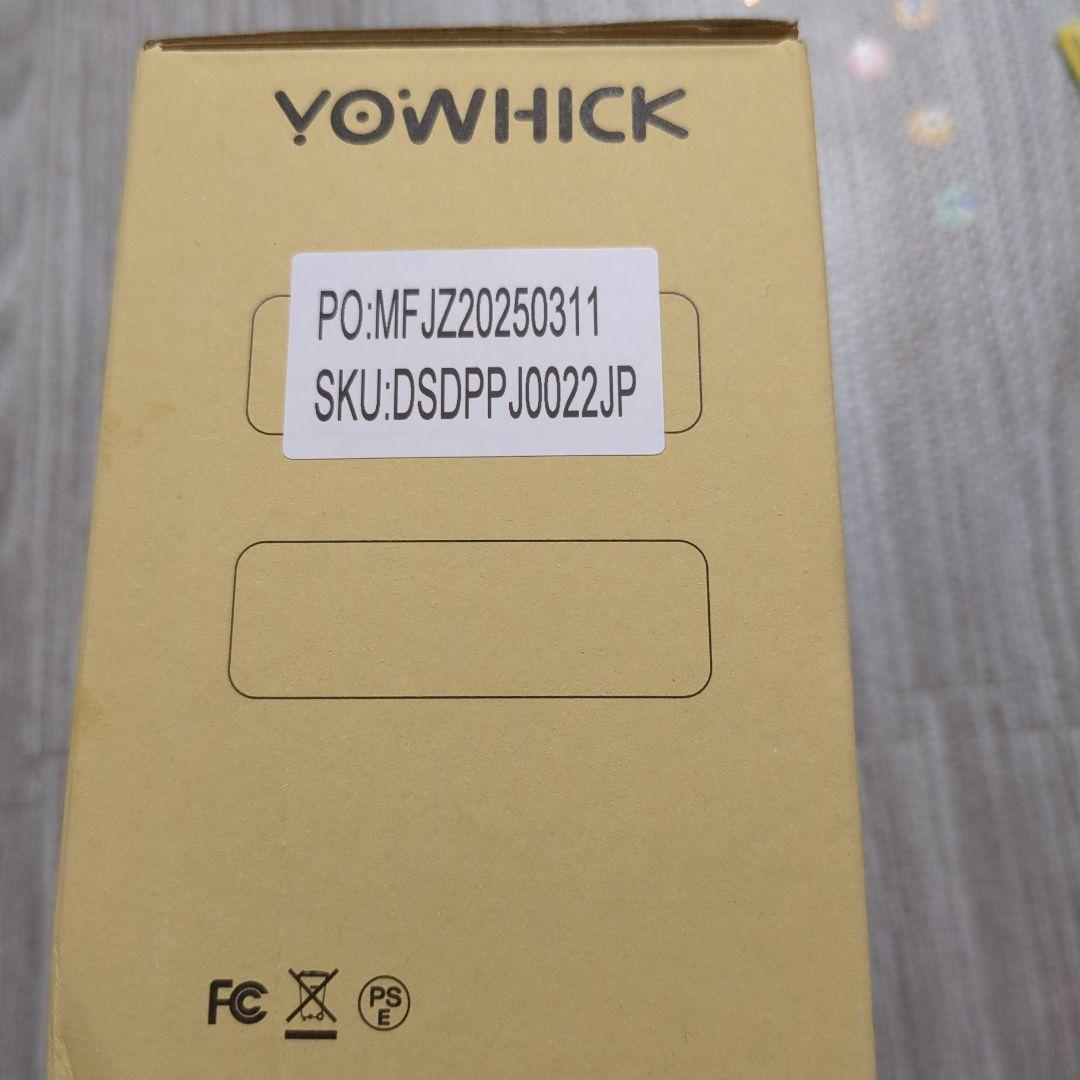 YOWHICK
PO:MFJZ20250311
SKU:DSDPPJ0022JP
FC
PS
E